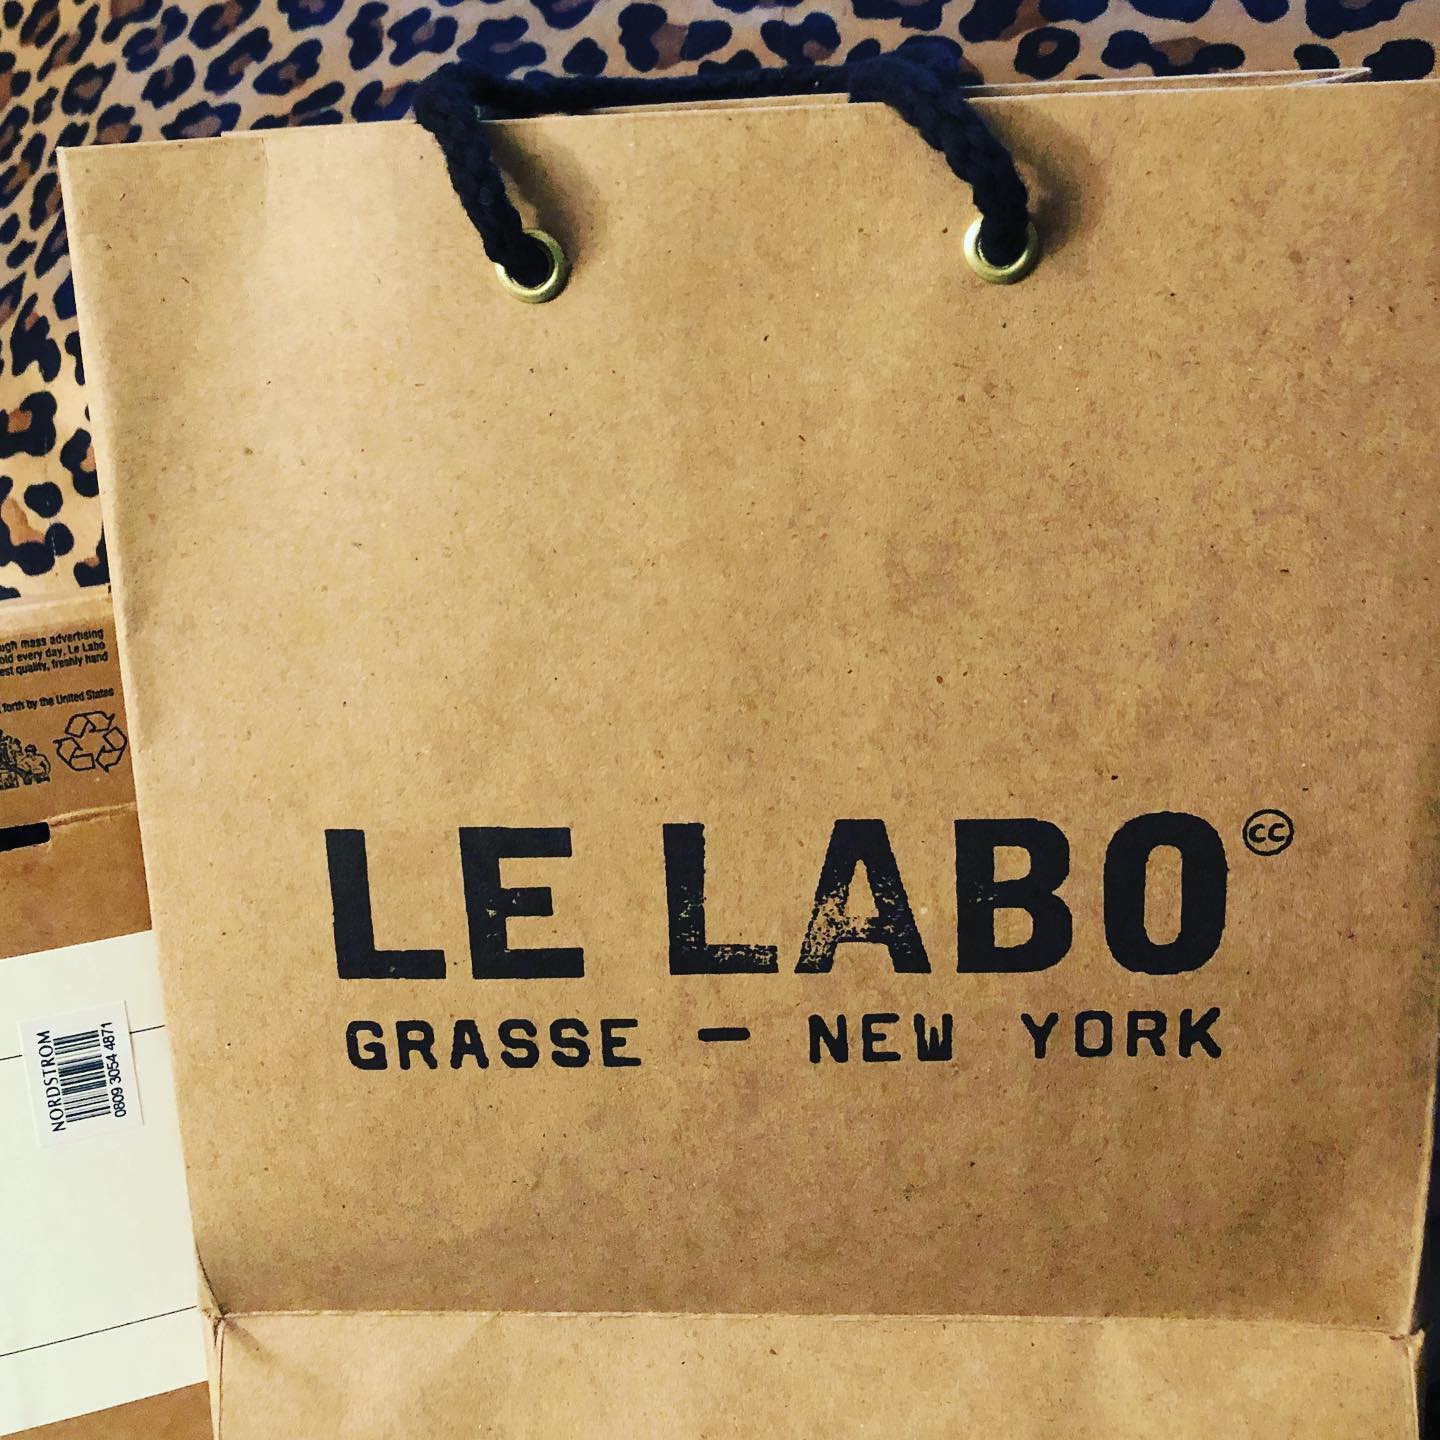 ugh mass advertising
old every day, Le Labo
est quality, freshly hand
forth by the United States
LE LABO
cc
GRASSE — NEW YORK
NORDSTROM
0809 3054 4871